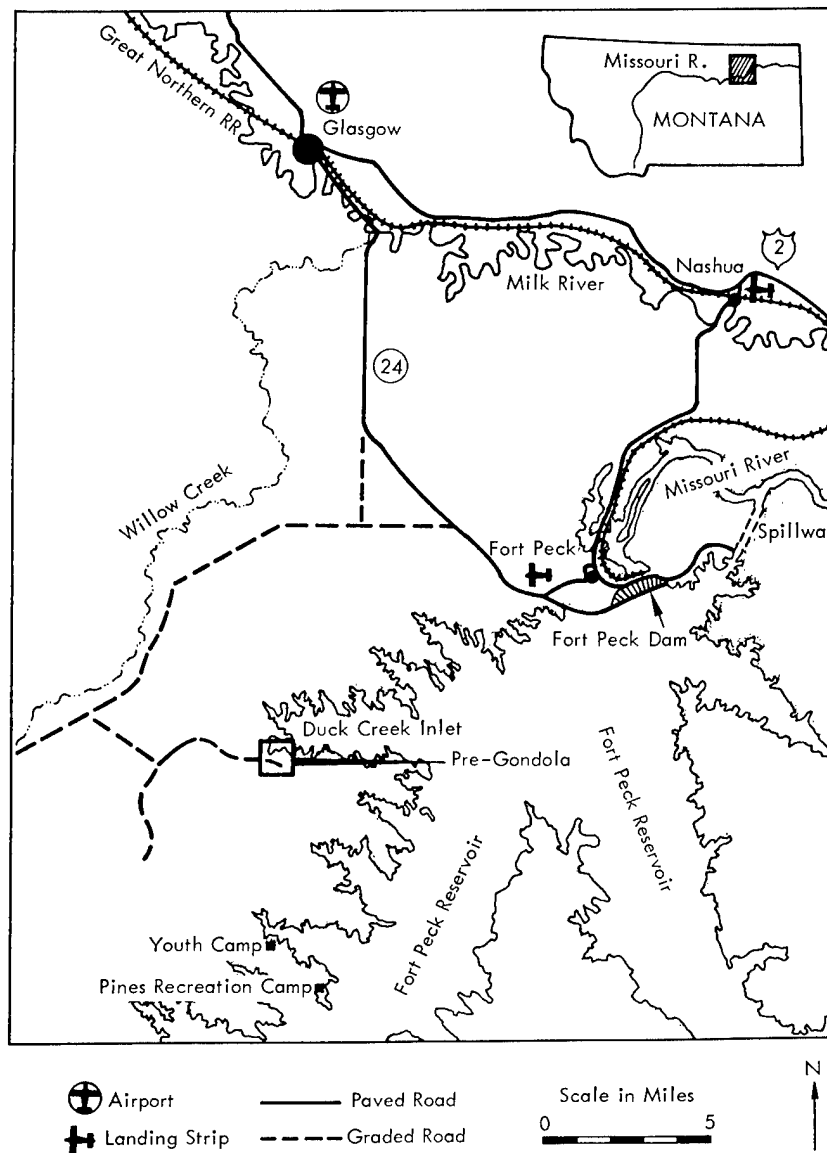 Great Northern RR
Glasgow
Missouri R.
MONTANA
2
Nashua
Milk River
24
Willow Creek
Missouri River
Fort Peck
Spillwa
Fort Peck Dam
Duck Creek Inlet
Pre-Gondola
Fort Peck Reservoir
Fort Peck Reservoir
Youth Camp
Pines Recreation Camp
Airport
Paved Road
Scale in Miles
N
Landing Strip
Graded Road
0 5